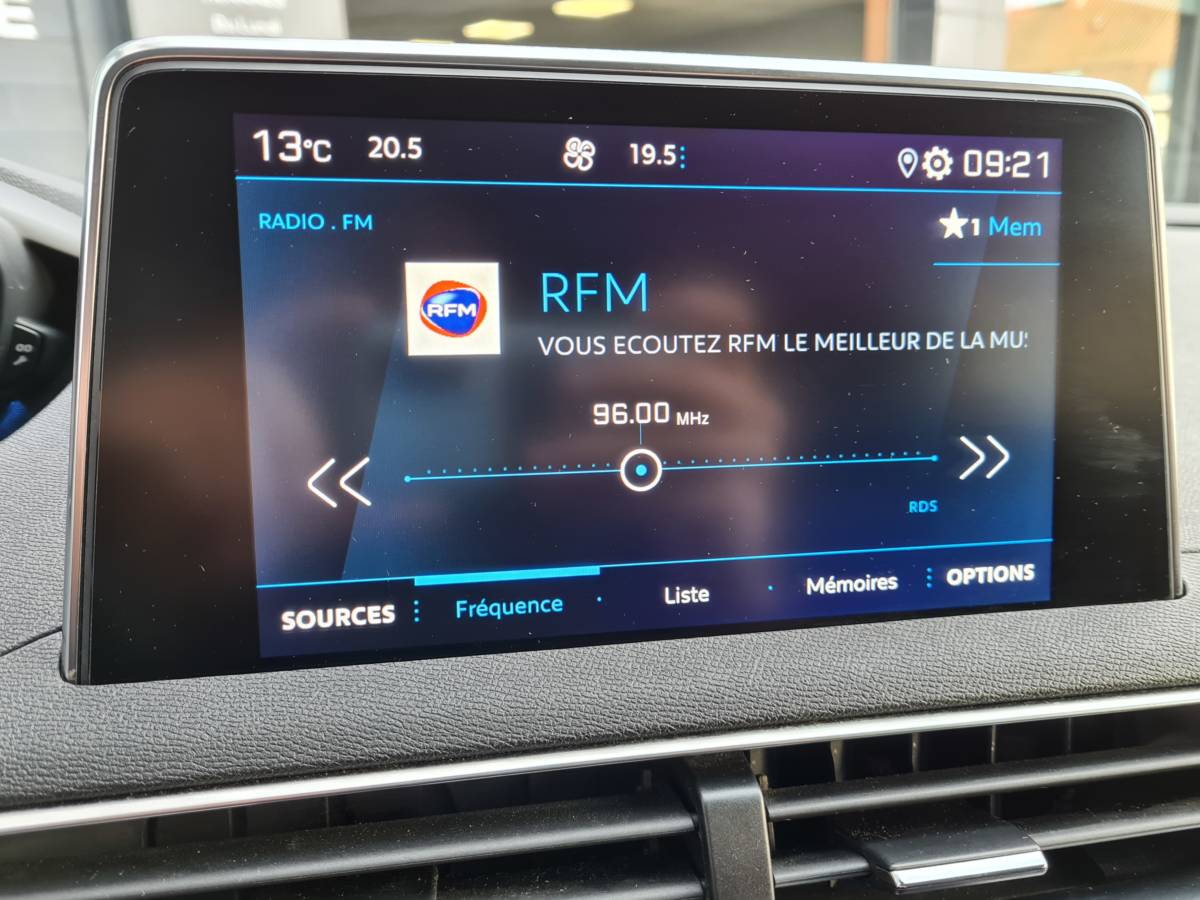 13°C 20.5 19.5 09:21
RADIO . FM
1 Mem
RFM
RFM
VOUS ECOUTEZ RFM LE MEILLEUR DE LA MU
96.00 MHz
RDS
SOURCES Fréquence Liste Mémoires OPTIONS